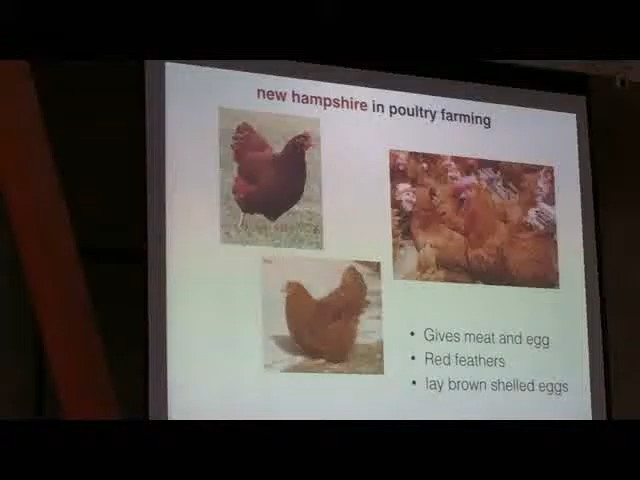 new hampshire in poultry farming
• Gives meat and egg
• Red feathers
• lay brown shelled eggs